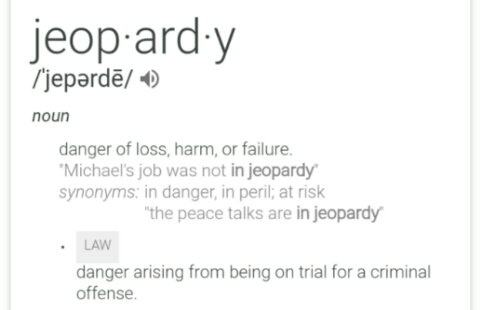 jeop·ard·y
/ˈjepərdē/
noun
danger of loss, harm, or failure.
"Michael's job was not in jeopardy"
synonyms: in danger, in peril; at risk
"the peace talks are in jeopardy"
• LAW
danger arising from being on trial for a criminal
offense.